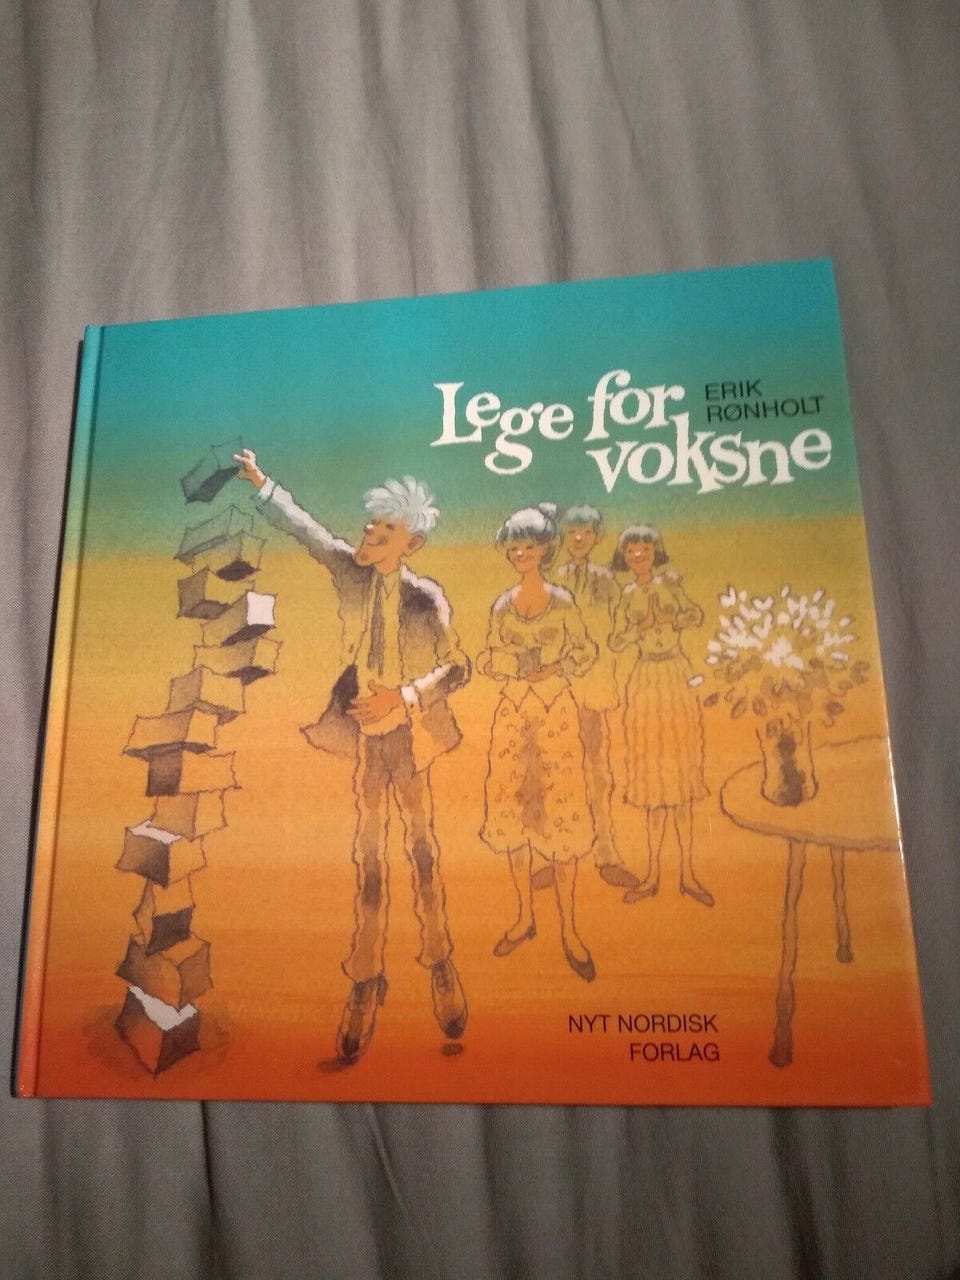 Lege for
voksne
ERIK
RØNHOLT
NYT NORDISK
FORLAG